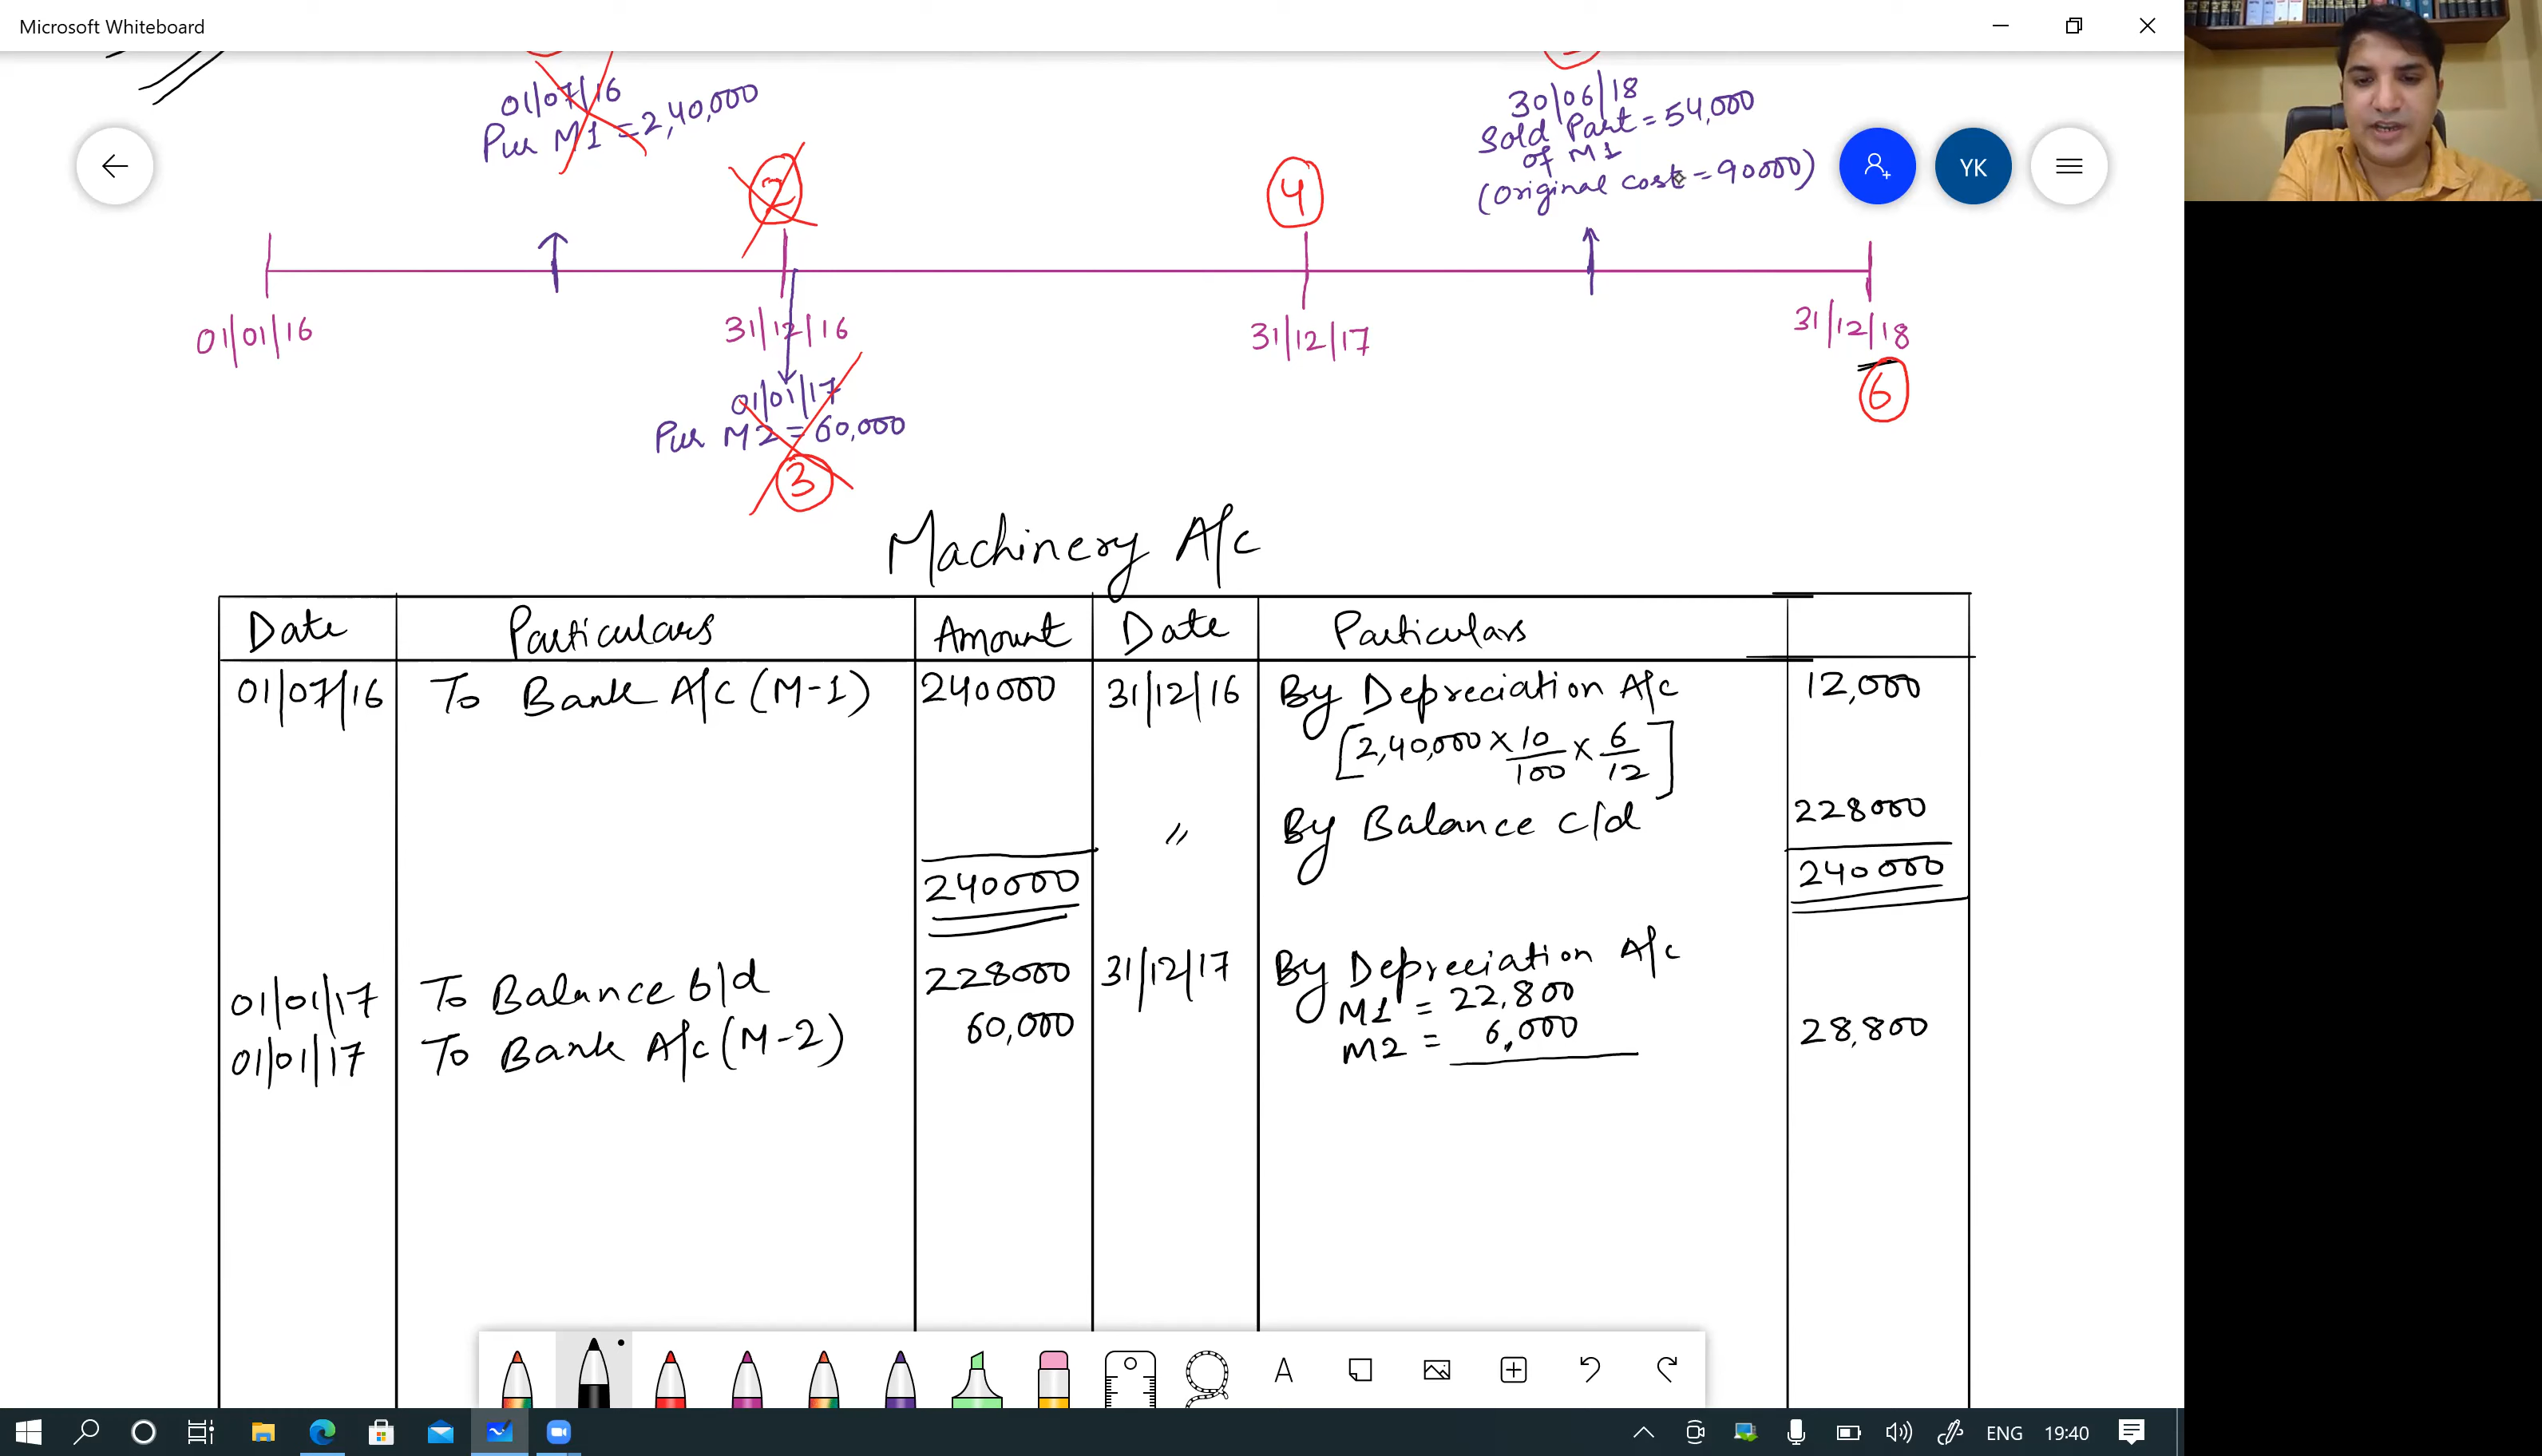 Microsoft Whiteboard
01/07/16
Pur M1 = 2,40,000
30/06/18
Sold Part = 54,000
of M1
(original cost = 90000)
YK
2
4
01/01/16
31/12/16
31/12/17
31/12/18
6
01/01/17
Pur M2 = 60,000
3
Machinery A/c
Date Particulars Amount Date Particulars
01/07/16 To Bank A/c (M-1) 240000 31/12/16 By Depreciation A/c 12,000
[2,40,000 × 10/100 × 6/12]
" By Balance c/d 228000
240000 240000
01/01/17 To Balance b/d 228000 31/12/17 By Depreciation A/c
M1 = 22,800
01/01/17 To Bank A/c (M-2) 60,000 M2 = 6,000 28,800
A
ENG 19:40